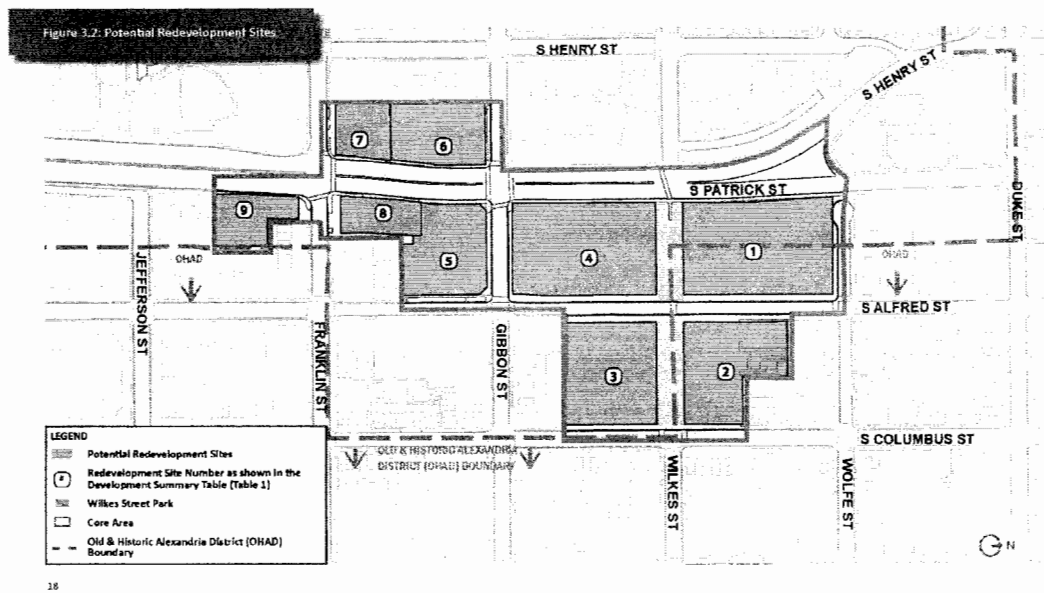 Figure 3.2: Potential Redevelopment Sites
S HENRY ST
S HENRY ST
7
6
S PATRICK ST
DUKE ST
9
8
5
4
1
OHAD
OHAD
JEFFERSON ST
S ALFRED ST
FRANKLIN ST
GIBBON ST
3
2
S COLUMBUS ST
OLD & HISTORIC ALEXANDRIA
DISTRICT (OHAD) BOUNDARY
WILKES ST
WOLFE ST
LEGEND
Potential Redevelopment Sites
#
Redevelopment Site Number as shown in the
Development Summary Table (Table 1)
Wilkes Street Park
Core Area
Old & Historic Alexandria District (OHAD)
Boundary
N
18